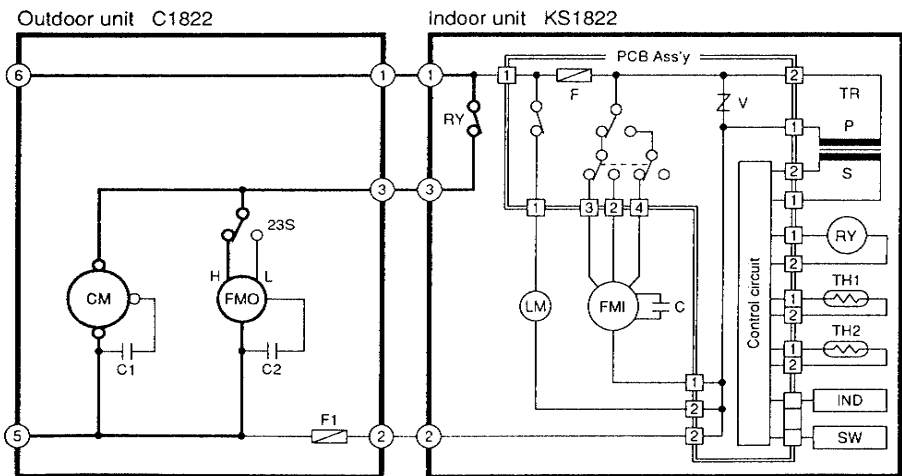 Outdoor unit C1822
Indoor unit KS1822
PCB Ass'y
6
1
1
1
F
2
TR
V
RY
1
P
2
S
3
3
1
3
2
4
1
23S
H
L
1
RY
2
CM
FMO
LM
FMI
C
Control circuit
1
TH1
2
C1
C2
1
TH2
2
1
2
IND
F1
5
2
2
2
SW